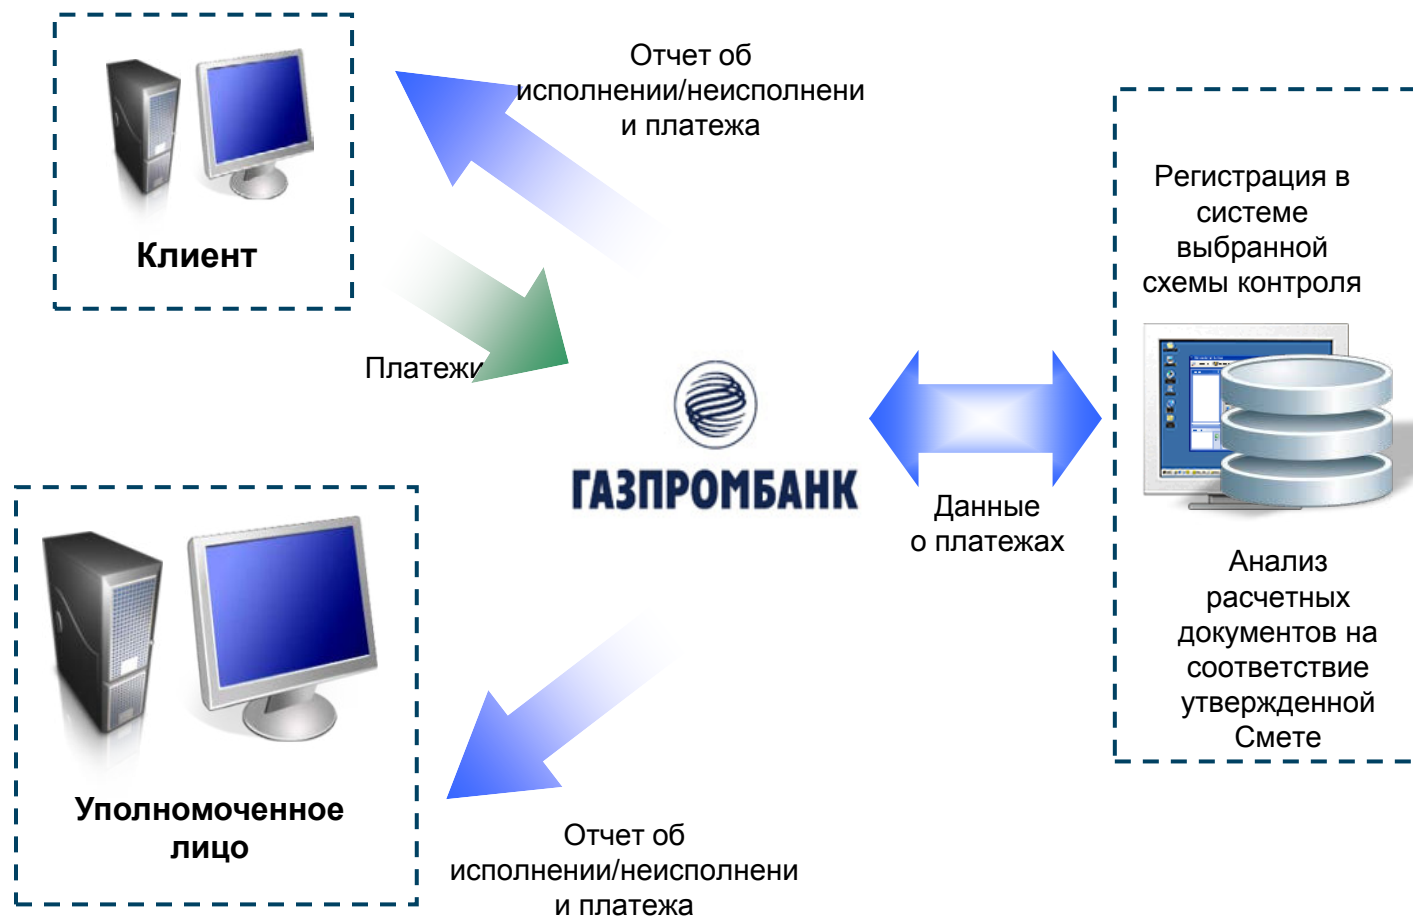 Отчет об
исполнении/неисполнени
и платежа
Клиент
Платежи
Регистрация в
системе
выбранной
схемы контроля
ГАЗПРОМБАНК
Данные
о платежах
Анализ
расчетных
документов на
соответствие
утвержденной
Смете
Уполномоченное
лицо
Отчет об
исполнении/неисполнени
и платежа